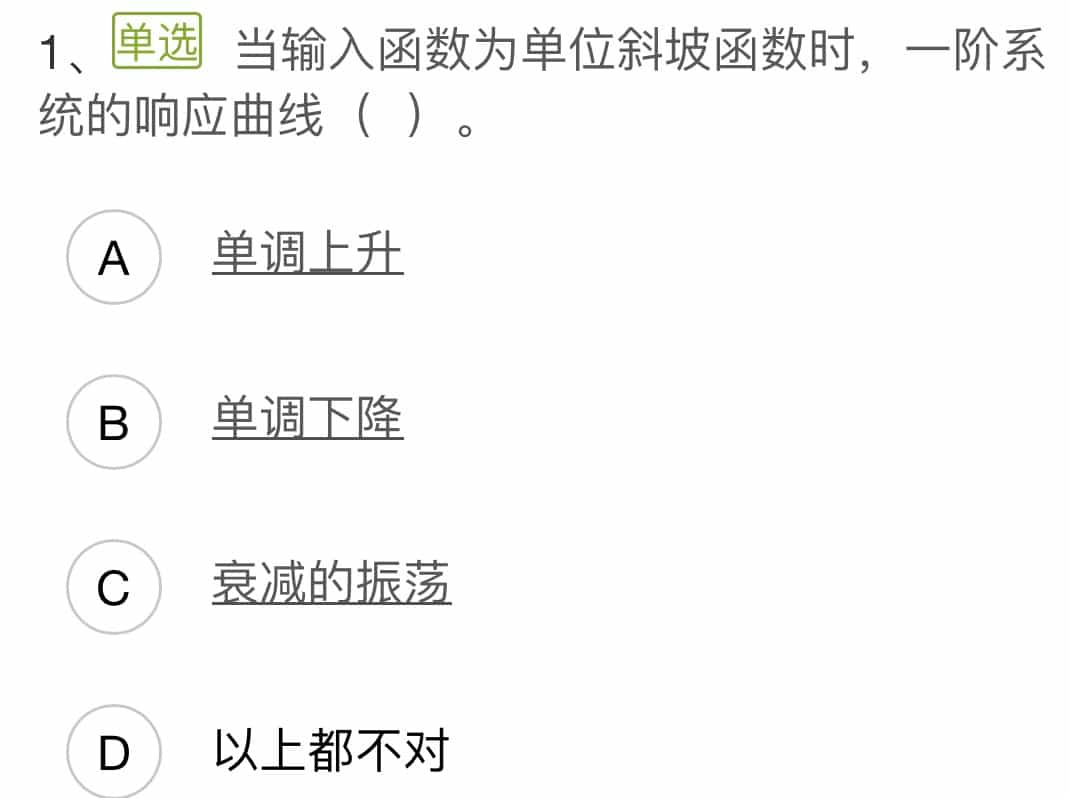 1、单选 当输入函数为单位斜坡函数时，一阶系
统的响应曲线（ ）。
A 单调上升
B 单调下降
C 衰减的振荡
D 以上都不对